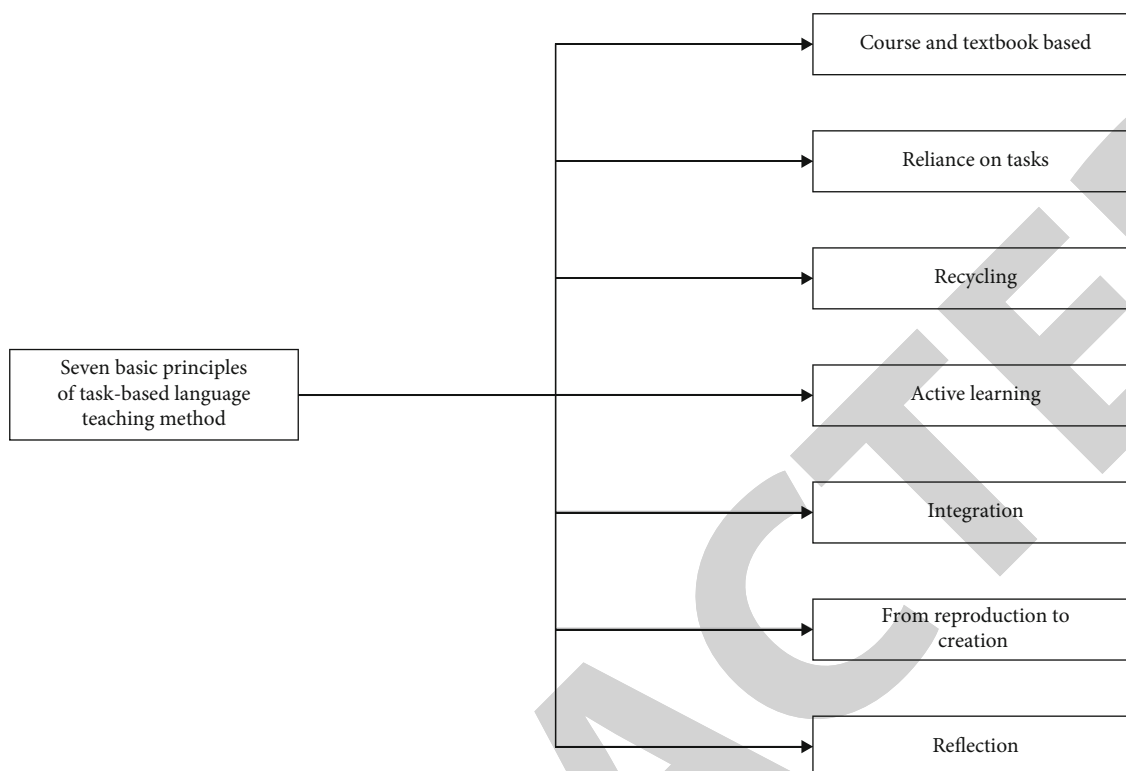 Course and textbook based
Reliance on tasks
Recycling
Seven basic principles
of task-based language
teaching method
Active learning
Integration
From reproduction to
creation
Reflection
ACTE